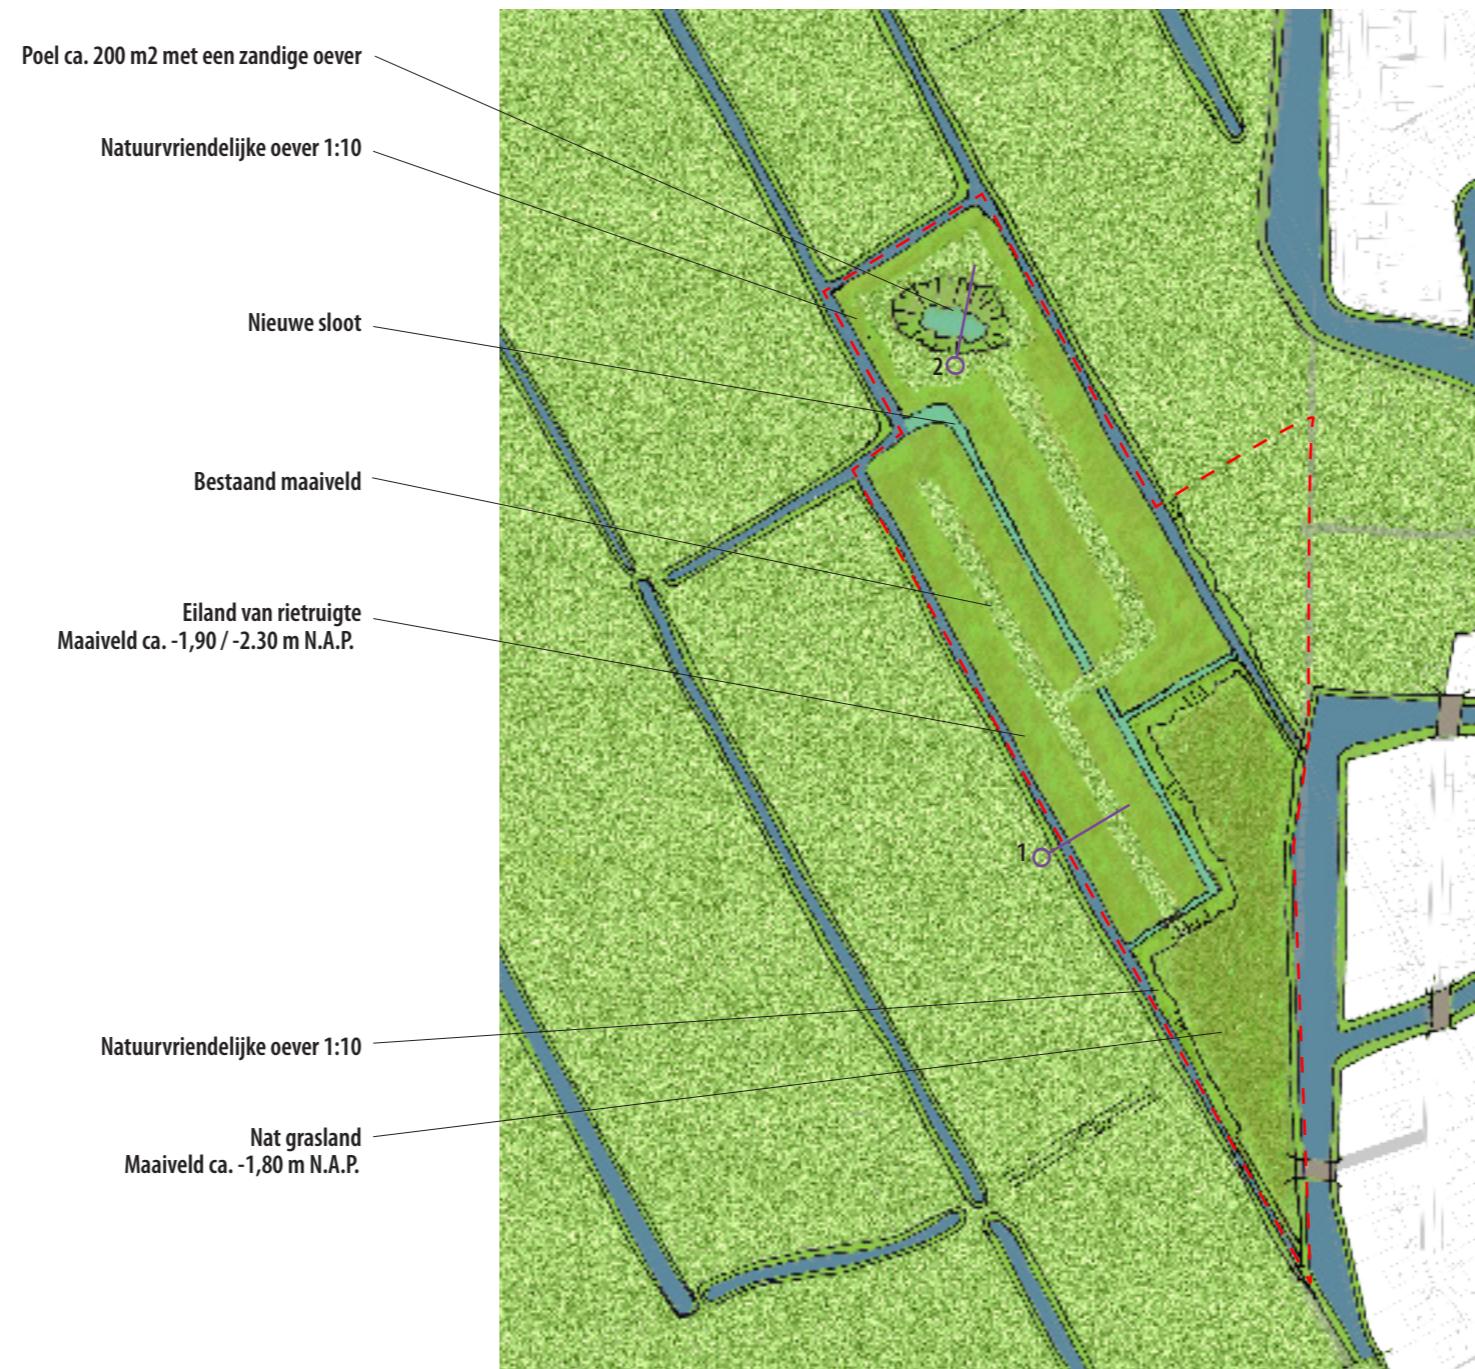 Poel ca. 200 m2 met een zandige oever
Natuurvriendelijke oever 1:10
Nieuwe sloot
Bestaand maaiveld
Eiland van rietruigte
Maaiveld ca. -1,90 / -2.30 m N.A.P.
Natuurvriendelijke oever 1:10
Nat grasland
Maaiveld ca. -1,80 m N.A.P.
2
1